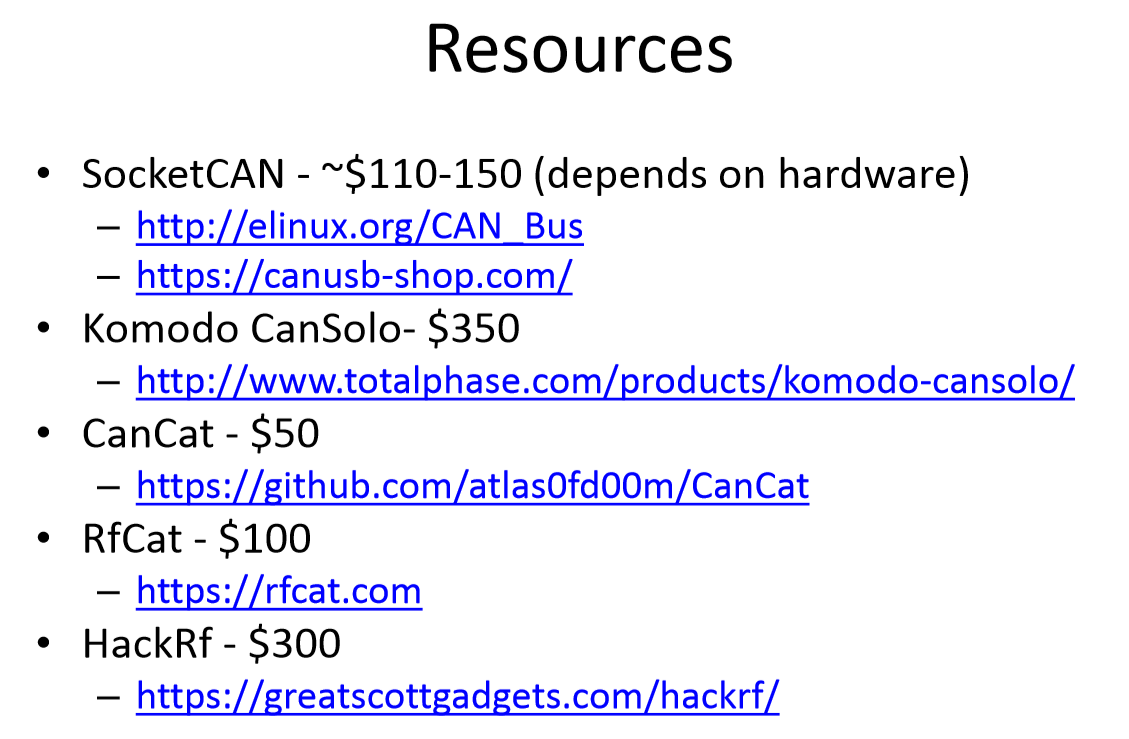 Resources
• SocketCAN - ~$110-150 (depends on hardware)
– http://elinux.org/CAN_Bus
– https://canusb-shop.com/
• Komodo CanSolo- $350
– http://www.totalphase.com/products/komodo-cansolo/
• CanCat - $50
– https://github.com/atlas0fd00m/CanCat
• RfCat - $100
– https://rfcat.com
• HackRf - $300
– https://greatscottgadgets.com/hackrf/